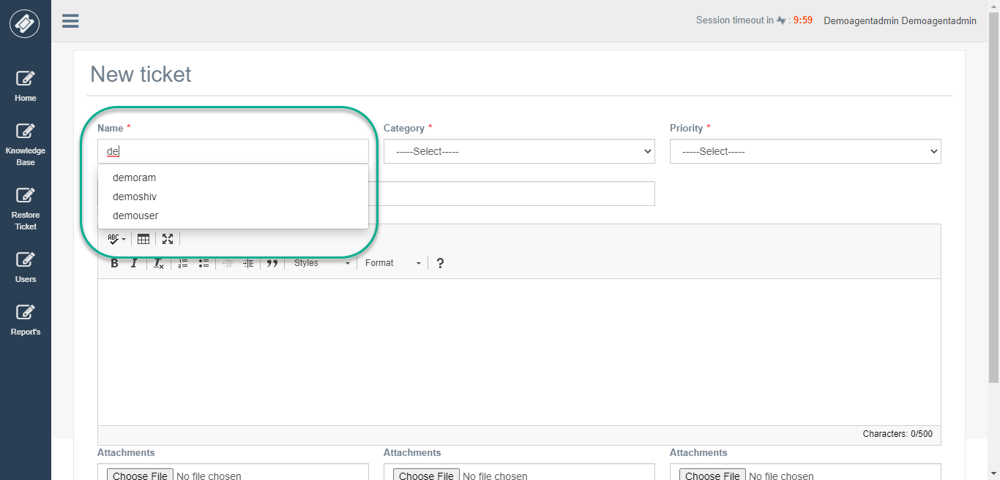 Session timeout in : 9:59 Demoagentadmin Demoagentadmin
Home
Knowledge
Base
Restore
Ticket
Users
Report's
New ticket
Name * Category * Priority *
de -----Select----- -----Select-----
demoram
demoshiv
demouser
ABC
B I Tx Styles Format ?
Characters: 0/500
Attachments Attachments Attachments
Choose File No file chosen Choose File No file chosen Choose File No file chosen